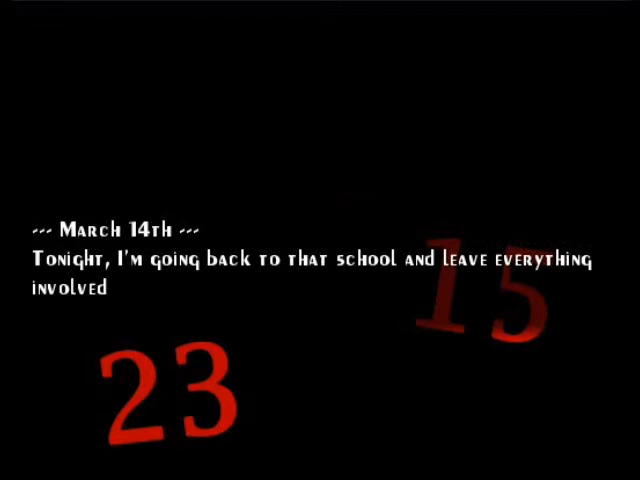 --- March 14th ---
Tonight, I'm going back to that school and leave everything
involved
15
23